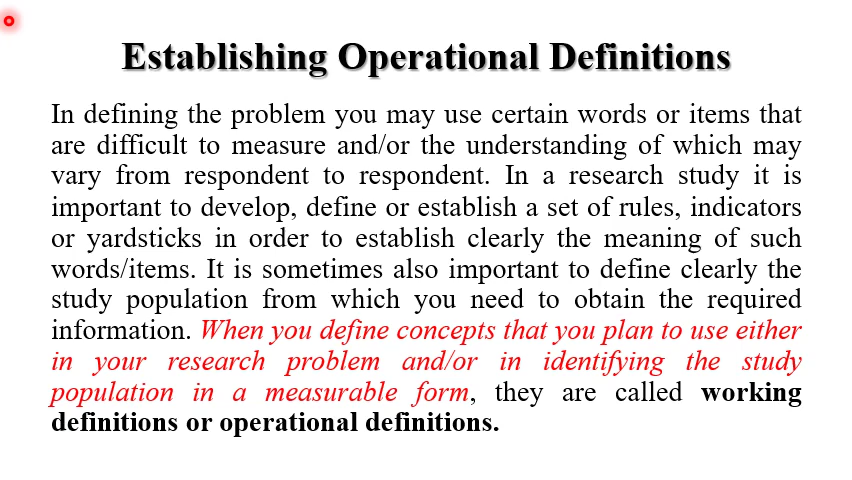 Establishing Operational Definitions
In defining the problem you may use certain words or items that
are difficult to measure and/or the understanding of which may
vary from respondent to respondent. In a research study it is
important to develop, define or establish a set of rules, indicators
or yardsticks in order to establish clearly the meaning of such
words/items. It is sometimes also important to define clearly the
study population from which you need to obtain the required
information. When you define concepts that you plan to use either
in your research problem and/or in identifying the study
population in a measurable form, they are called working
definitions or operational definitions.